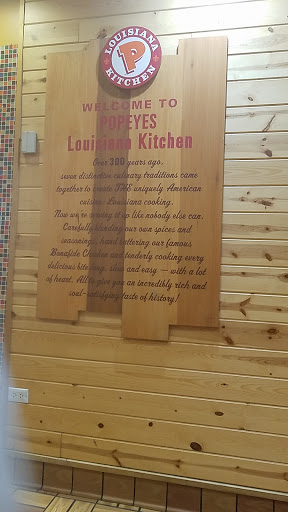 LOUISIANA
P
KITCHEN
WELCOME TO
POPEYES
Louisiana Kitchen
Over 300 years ago,
seven distinctive culinary traditions came
together to create THE uniquely American
cuisine: Louisiana cooking.
Now we're serving it up like nobody else can.
Carefully blending our own spices and
seasonings, hand battering our famous
Bonafide Chicken and tenderly cooking every
delicious bite long, slow and easy — with a lot
of heart. All to give you an incredibly rich and
soul-satisfying taste of history!